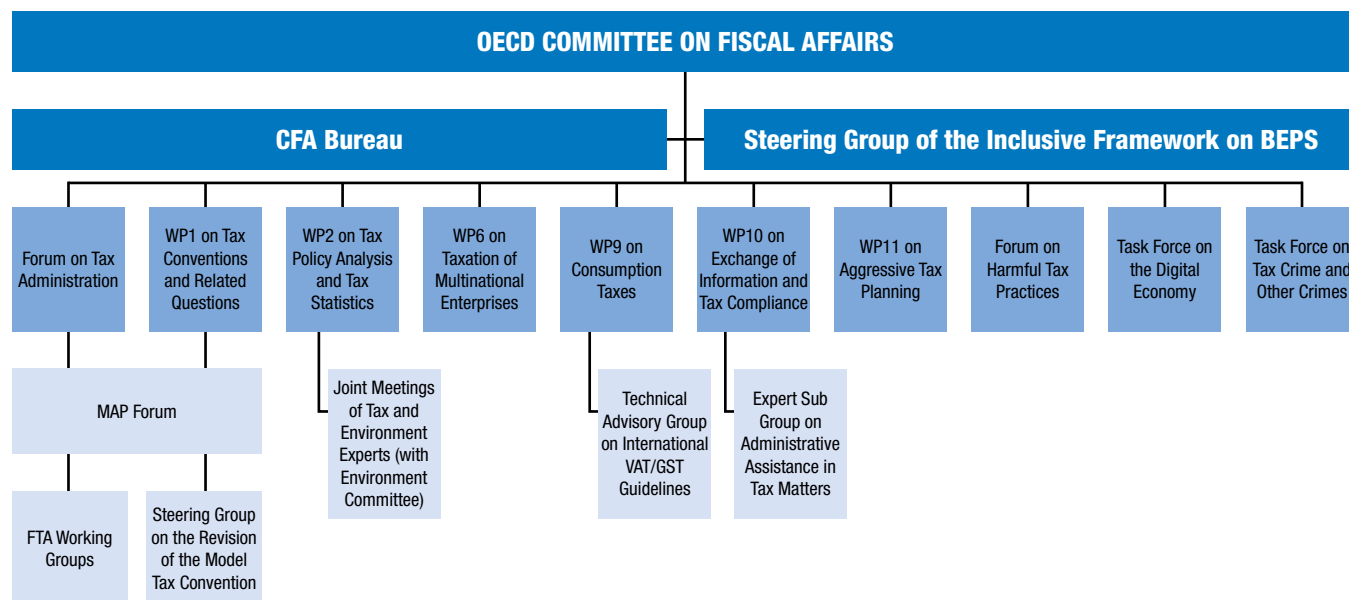 OECD COMMITTEE ON FISCAL AFFAIRS
CFA Bureau
Steering Group of the Inclusive Framework on BEPS
Forum on Tax
Administration
WP1 on Tax
Conventions
and Related
Questions
WP2 on Tax
Policy Analysis
and Tax
Statistics
WP6 on
Taxation of
Multinational
Enterprises
WP9 on
Consumption
Taxes
WP10 on
Exchange of
Information and
Tax Compliance
WP11 on
Aggressive Tax
Planning
Forum on
Harmful Tax
Practices
Task Force on
the Digital
Economy
Task Force on
Tax Crime and
Other Crimes
MAP Forum
Joint Meetings
of Tax and
Environment
Experts (with
Environment
Committee)
Technical
Advisory Group
on International
VAT/GST
Guidelines
Expert Sub
Group on
Administrative
Assistance in
Tax Matters
FTA Working
Groups
Steering Group
on the Revision
of the Model
Tax Convention